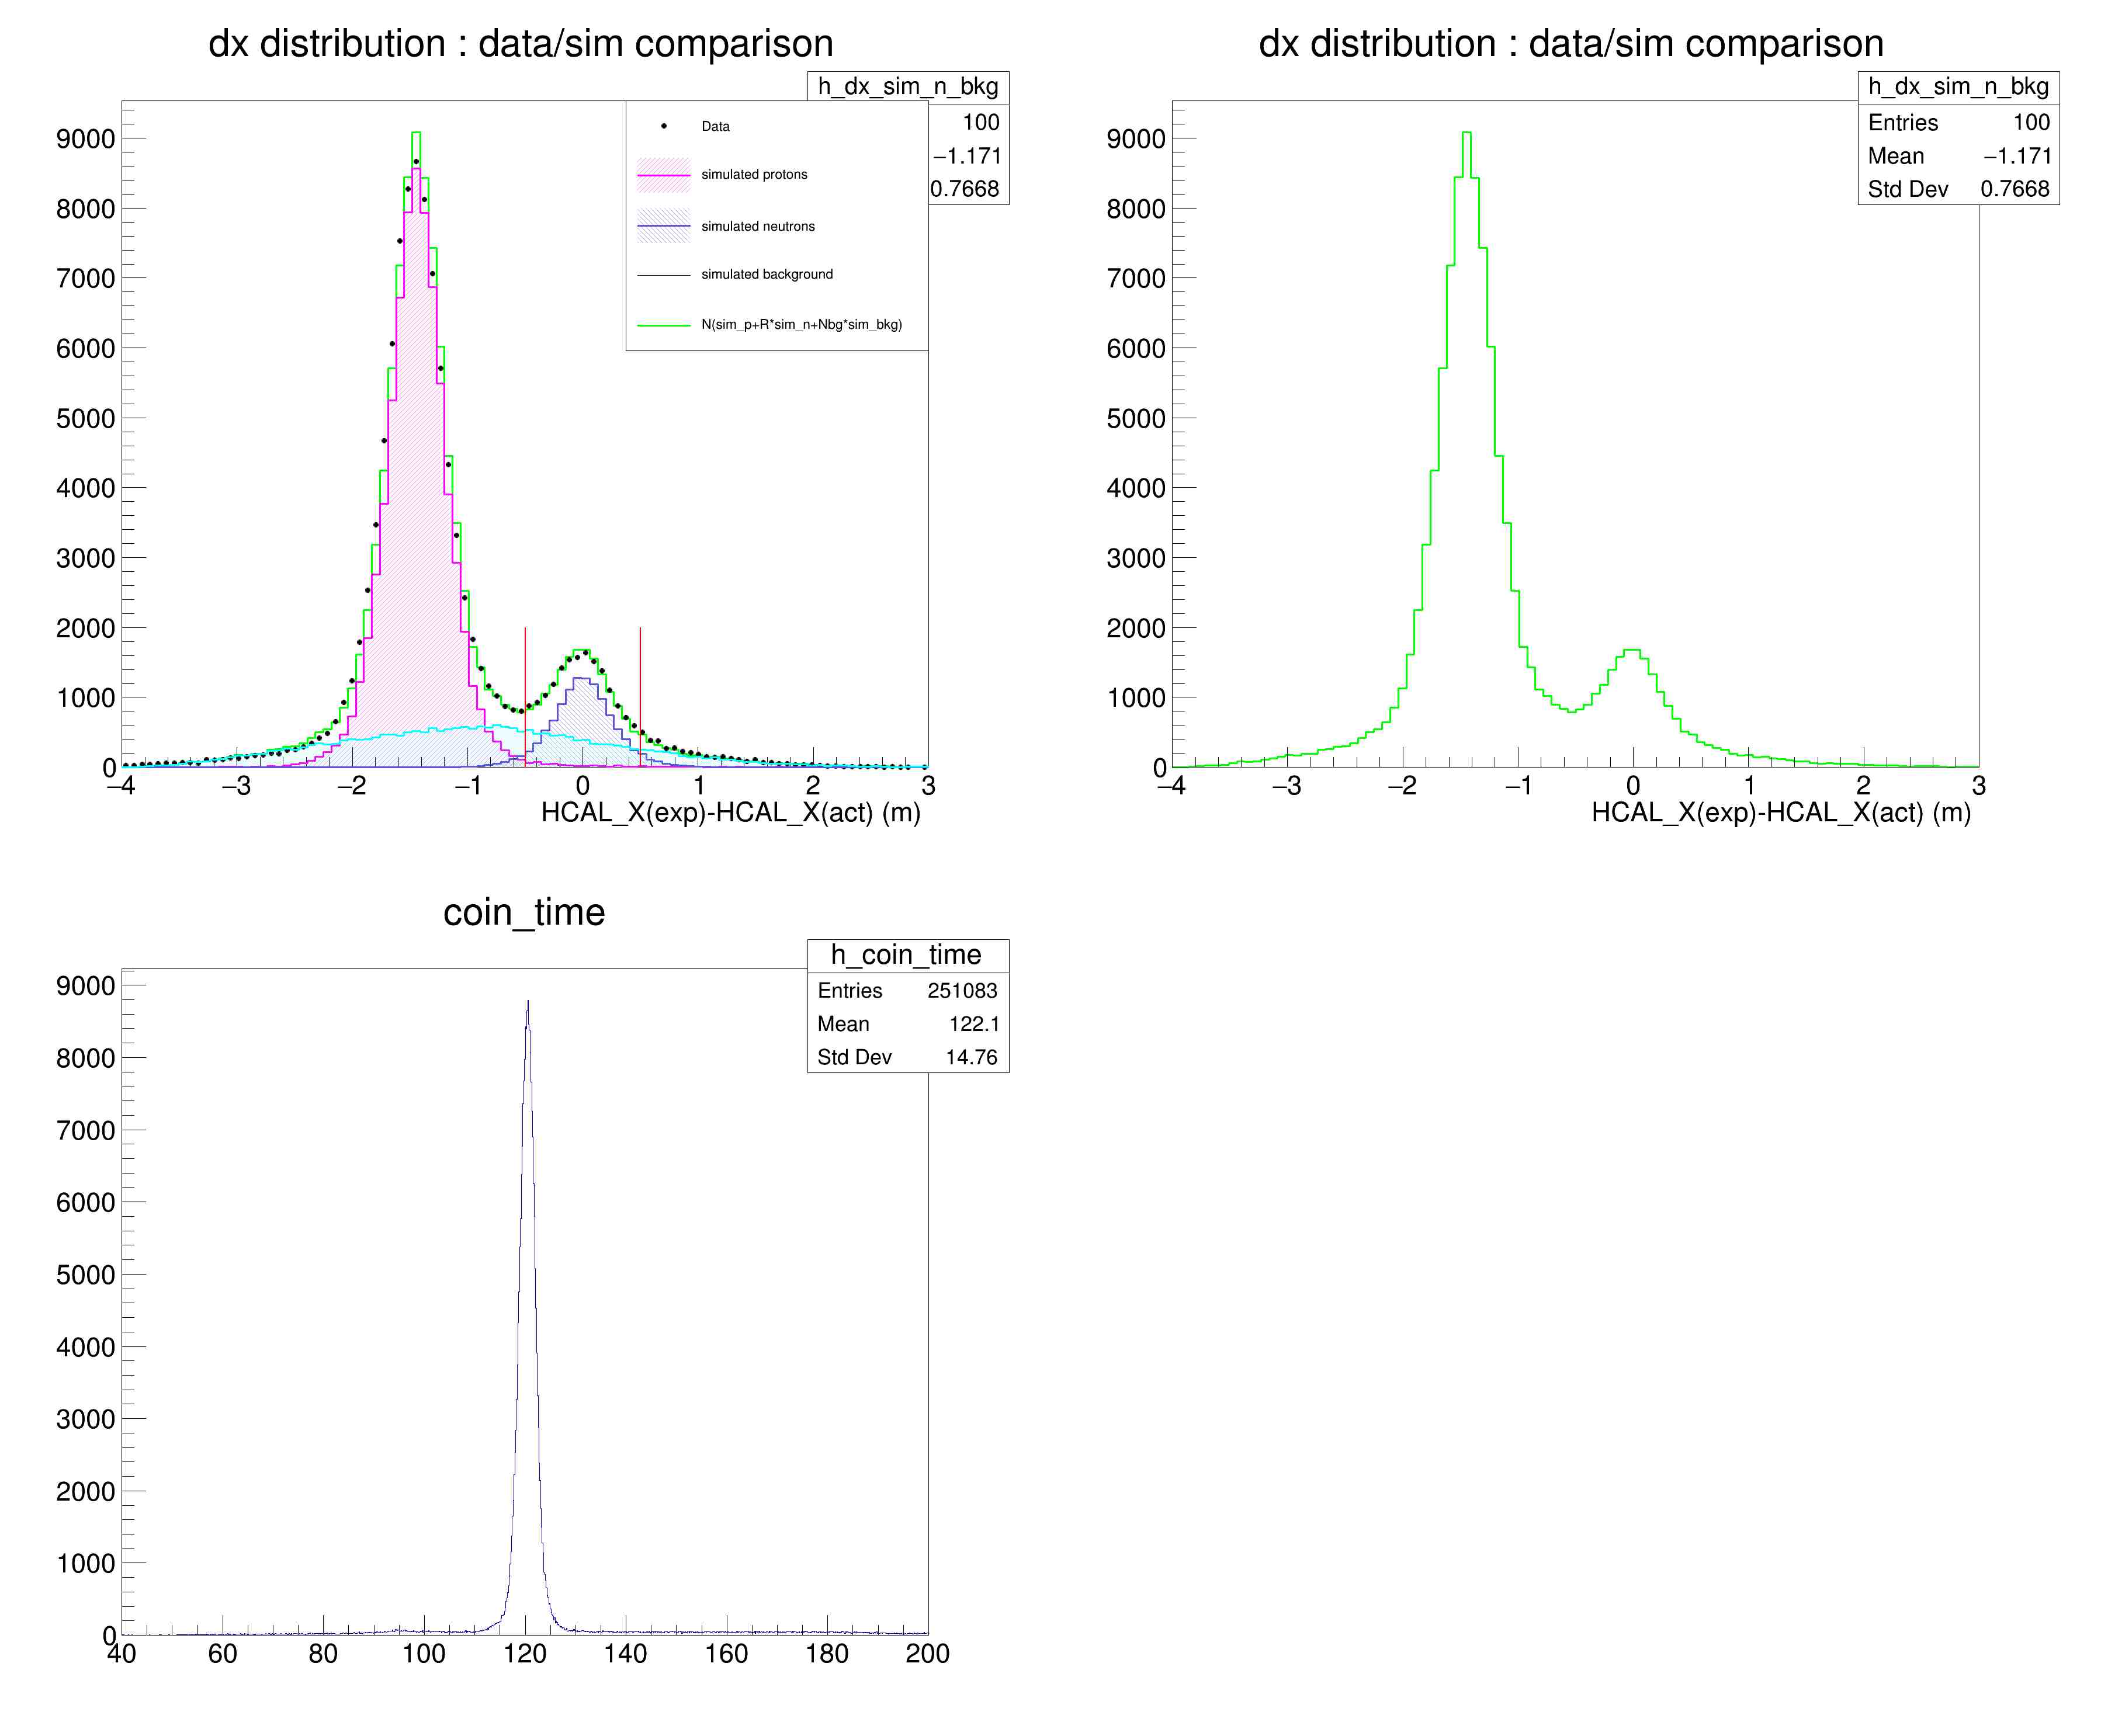 dx distribution : data/sim comparison
h_dx_sim_n_bkg
100
−1.171
0.7668
Data
simulated protons
simulated neutrons
simulated background
N(sim_p+R*sim_n+Nbg*sim_bkg)
9000
8000
7000
6000
5000
4000
3000
2000
1000
0
−4 −3 −2 −1 0 1 2 3
HCAL_X(exp)-HCAL_X(act) (m)
dx distribution : data/sim comparison
h_dx_sim_n_bkg
Entries 100
Mean −1.171
Std Dev 0.7668
9000
8000
7000
6000
5000
4000
3000
2000
1000
0
−4 −3 −2 −1 0 1 2 3
HCAL_X(exp)-HCAL_X(act) (m)
coin_time
h_coin_time
Entries 251083
Mean 122.1
Std Dev 14.76
9000
8000
7000
6000
5000
4000
3000
2000
1000
0
40 60 80 100 120 140 160 180 200